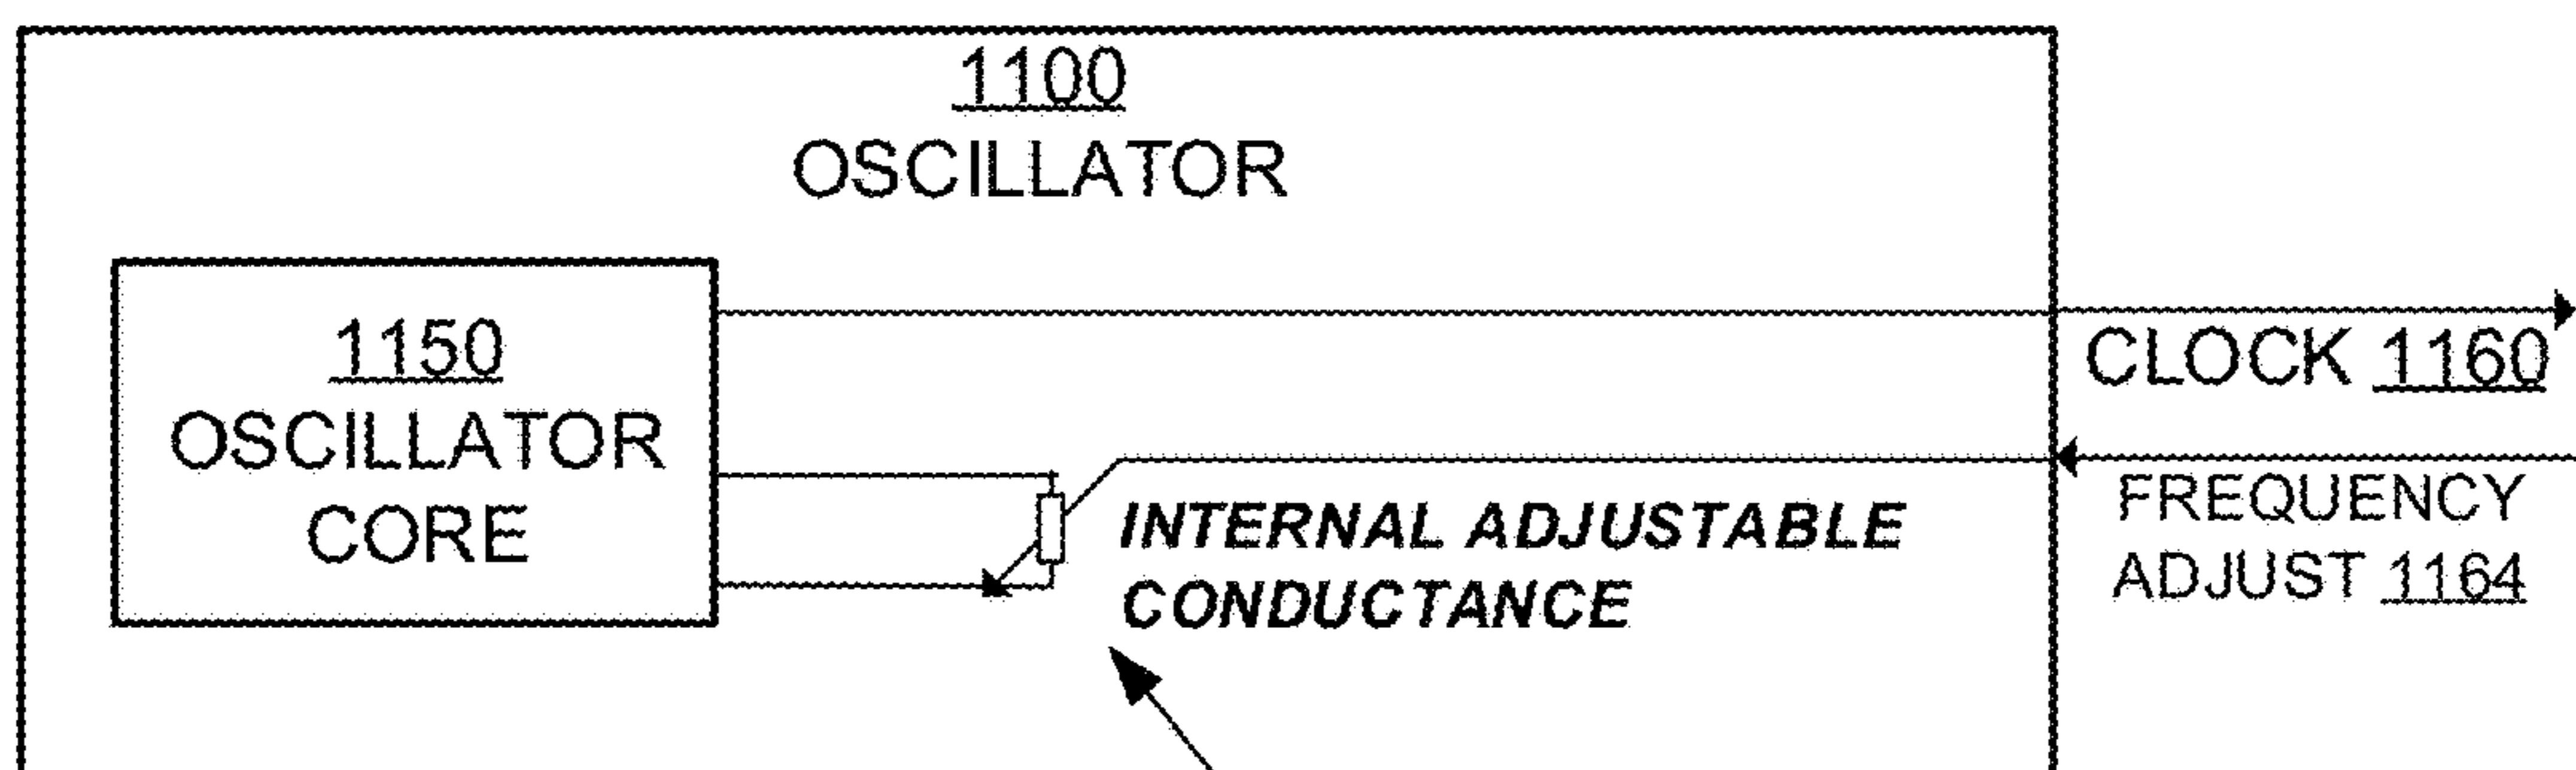 1100
OSCILLATOR
1150
OSCILLATOR
CORE
CLOCK 1160
FREQUENCY
ADJUST 1164
INTERNAL ADJUSTABLE
CONDUCTANCE